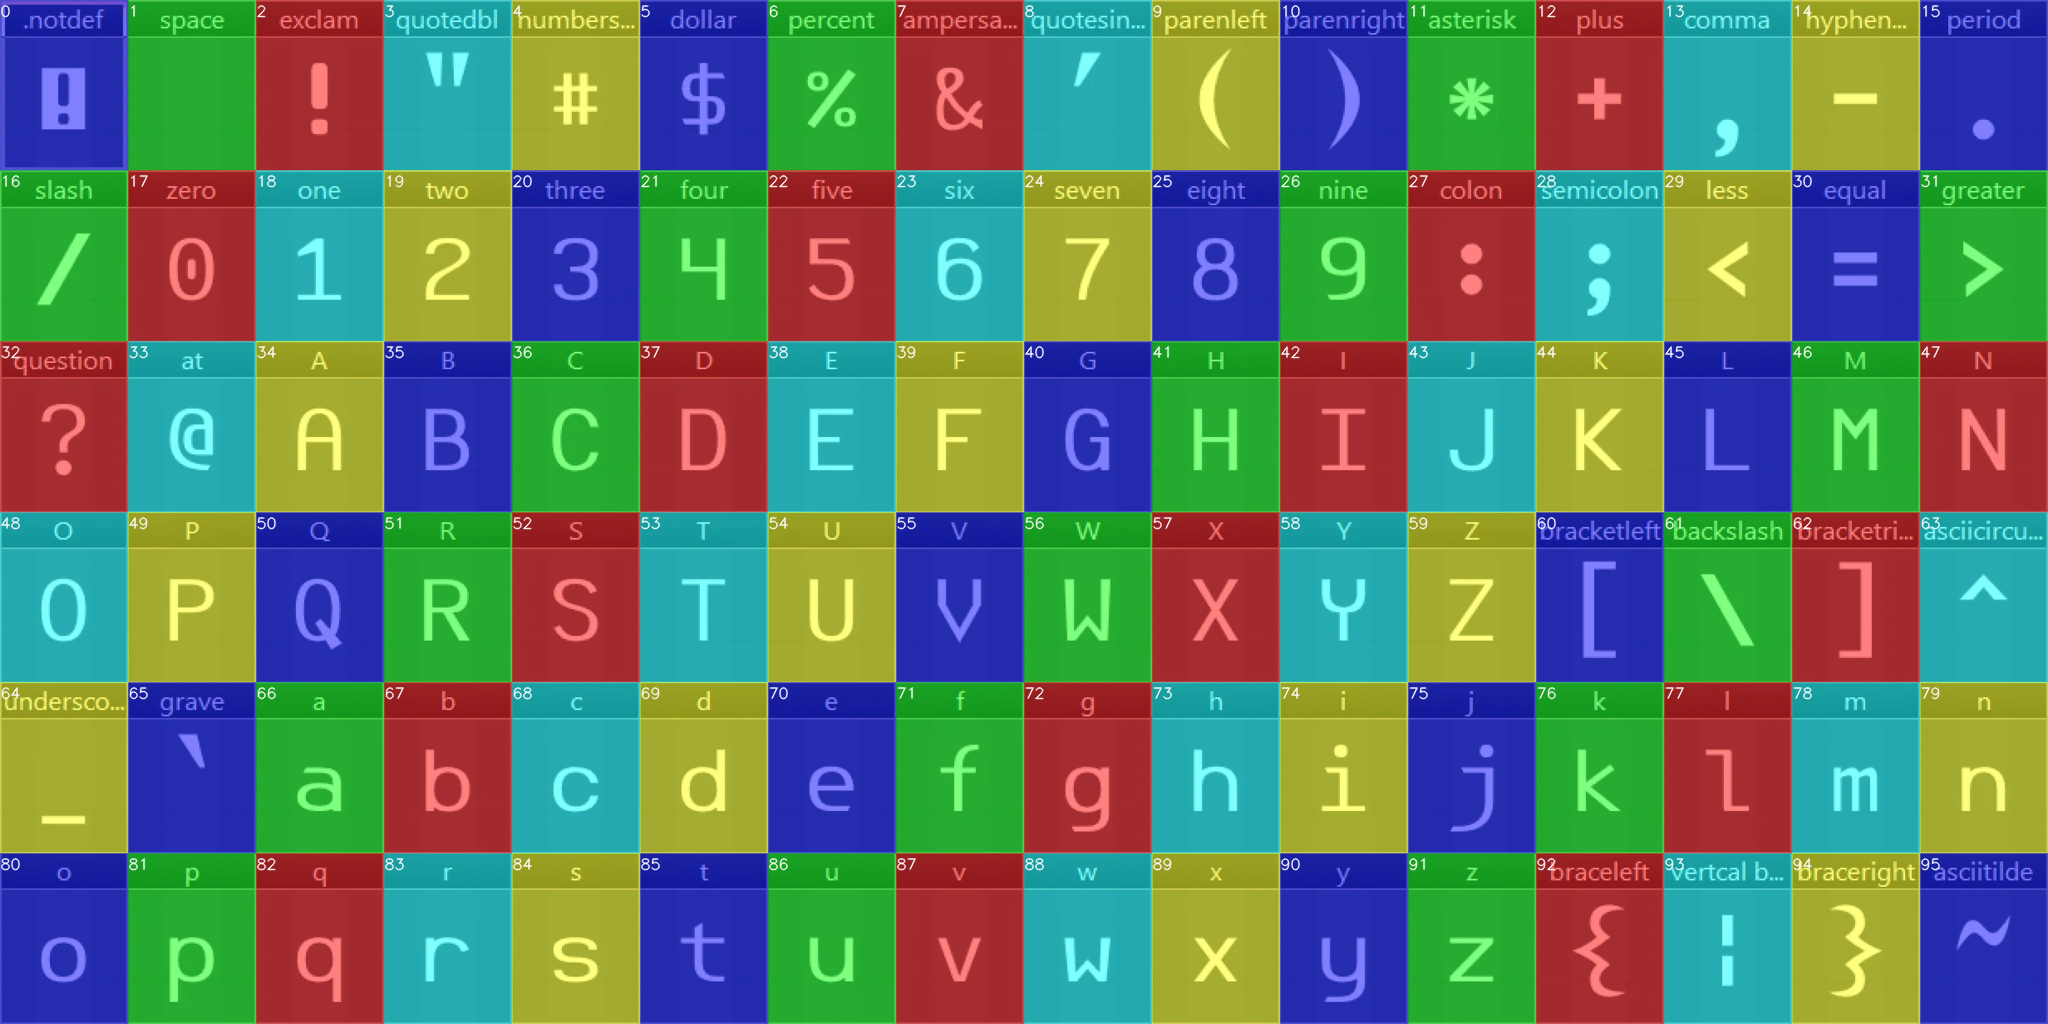 0 .notdef 1 space 2 exclam 3 quotedbl 4 numbers... 5 dollar 6 percent 7 ampersa... 8 quotesin... 9 parenleft 10 parenright 11 asterisk 12 plus 13 comma 14 hyphen... 15 period
! ! " # $ % & ' ( ) * + , - .
16 slash 17 zero 18 one 19 two 20 three 21 four 22 five 23 six 24 seven 25 eight 26 nine 27 colon 28 semicolon 29 less 30 equal 31 greater
/ 0 1 2 3 4 5 6 7 8 9 : ; < = >
32 question 33 at 34 A 35 B 36 C 37 D 38 E 39 F 40 G 41 H 42 I 43 J 44 K 45 L 46 M 47 N
? @ A B C D E F G H I J K L M N
48 O 49 P 50 Q 51 R 52 S 53 T 54 U 55 V 56 W 57 X 58 Y 59 Z 60 bracketleft 61 backslash 62 bracketri... 63 asciicircu...
O P Q R S T U V W X Y Z [ \ ] ^
64 undersco... 65 grave 66 a 67 b 68 c 69 d 70 e 71 f 72 g 73 h 74 i 75 j 76 k 77 l 78 m 79 n
_ ` a b c d e f g h i j k l m n
80 o 81 p 82 q 83 r 84 s 85 t 86 u 87 v 88 w 89 x 90 y 91 z 92 braceleft 93 vertcal b... 94 braceright 95 asciitilde
o p q r s t u v w x y z { ¦ } ~